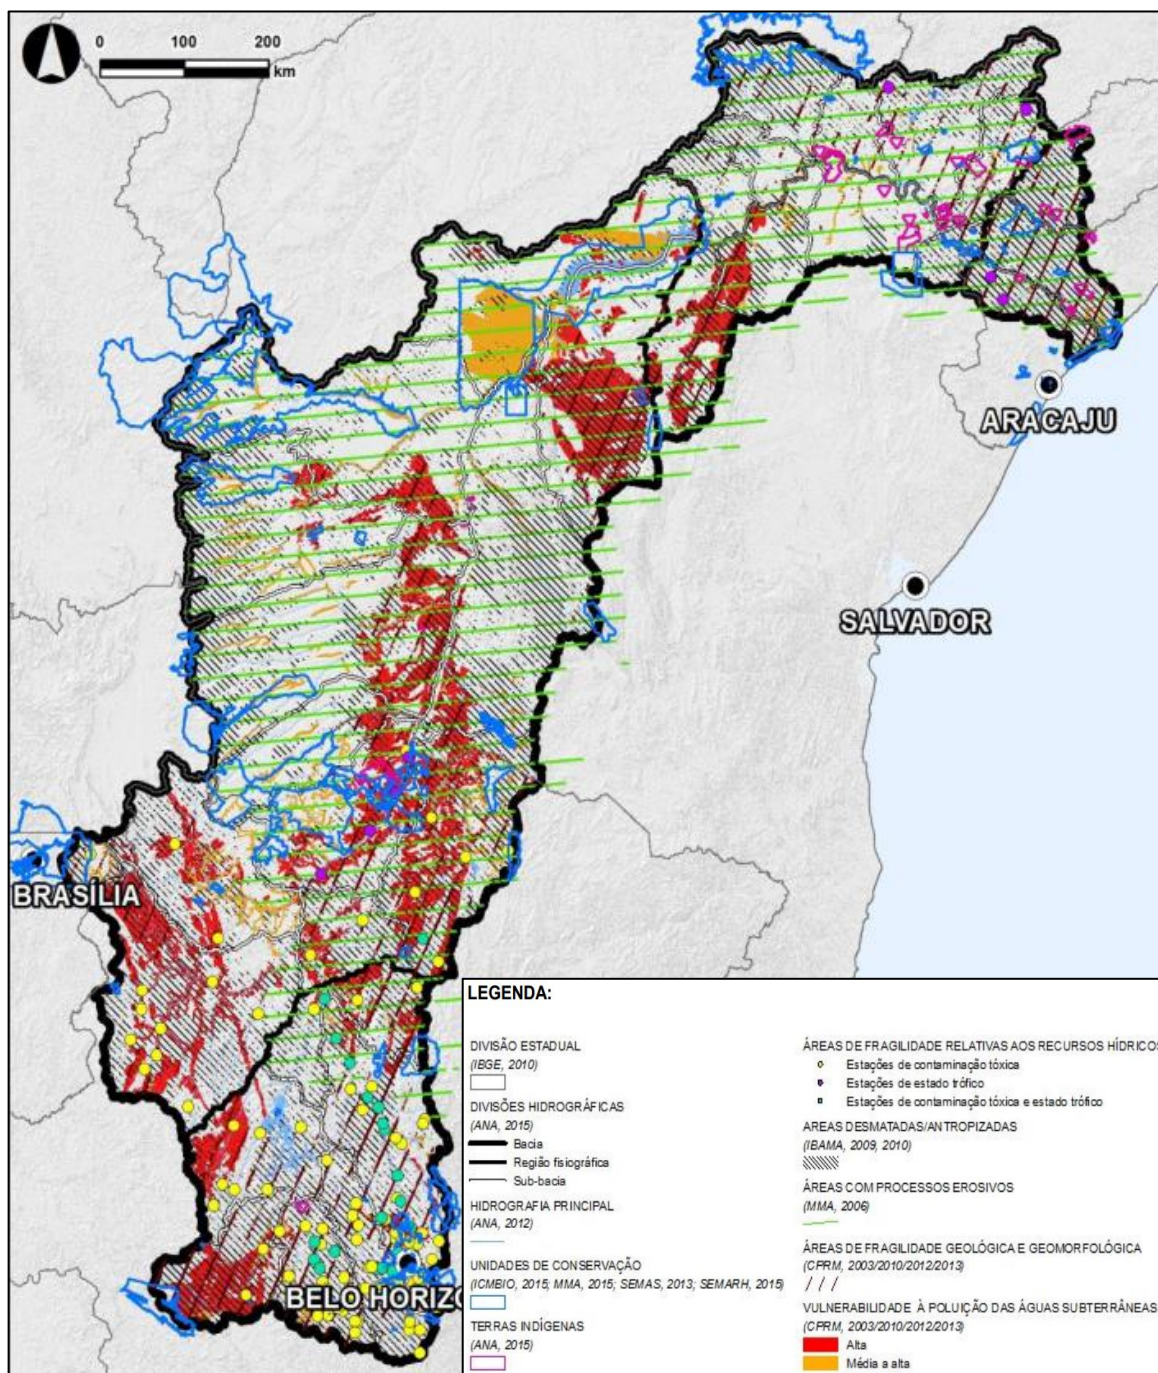 0 100 200
km
ARACAJU
SALVADOR
BRASÍLIA
BELO HORIZO
LEGENDA:
DIVISÃO ESTADUAL
(IBGE, 2010)
DIVISÕES HIDROGRÁFICAS
(ANA, 2015)
Bacia
Região fisiográfica
Sub-bacia
HIDROGRAFIA PRINCIPAL
(ANA, 2012)
UNIDADES DE CONSERVAÇÃO
(ICMBIO, 2015; MMA, 2015; SEMAS, 2013; SEMARH, 2015)
TERRAS INDÍGENAS
(ANA, 2015)
ÁREAS DE FRAGILIDADE RELATIVAS AOS RECURSOS HÍDRICOS
Estações de contaminação tóxica
Estações de estado trófico
Estações de contaminação tóxica e estado trófico
AREAS DESMATADAS/ANTROPIZADAS
(IBAMA, 2009, 2010)
ÁREAS COM PROCESSOS EROSIVOS
(MMA, 2006)
ÁREAS DE FRAGILIDADE GEOLÓGICA E GEOMORFOLÓGICA
(CPRM, 2003/2010/2012/2013)
VULNERABILIDADE À POLUIÇÃO DAS ÁGUAS SUBTERRÂNEAS
(CPRM, 2003/2010/2012/2013)
Alta
Média a alta